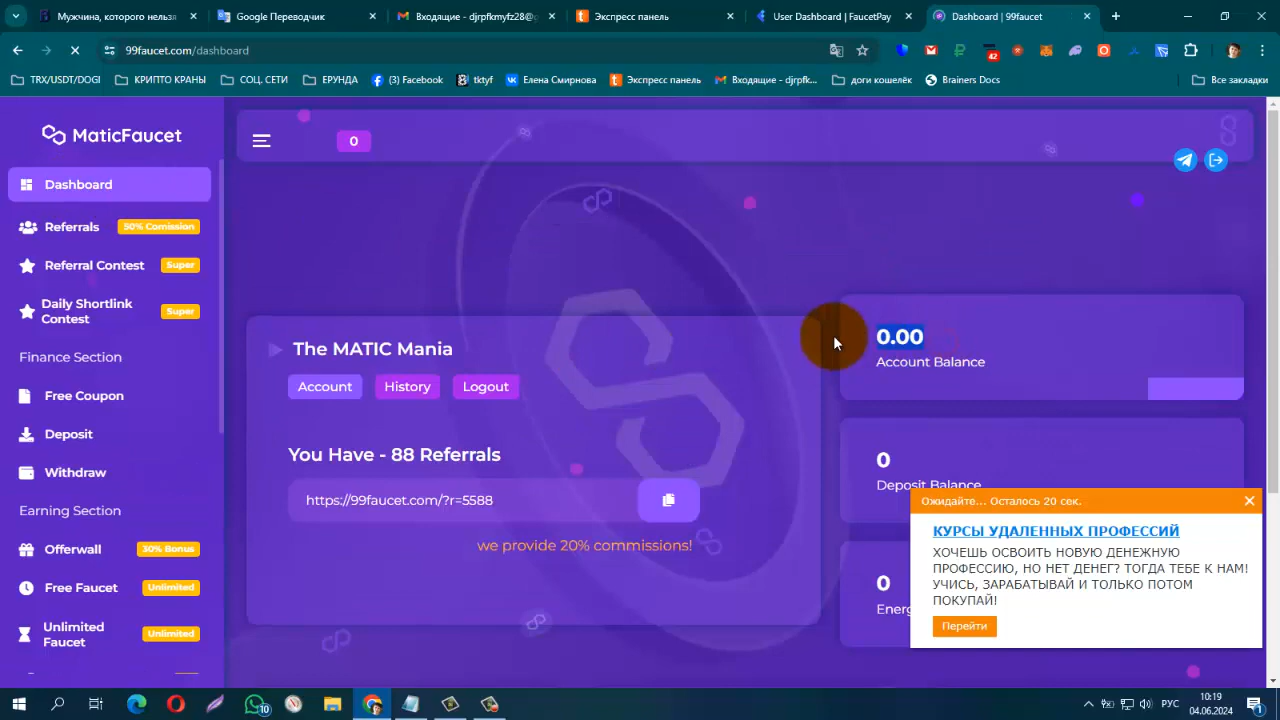 Мужчина, которого нельзя
Google Переводчик
Входящие - djrpfkmyfz28@g
Экспресс панель
User Dashboard | FaucetPay
Dashboard | 99faucet
99faucet.com/dashboard
42
TRX/USDT/DOGI
КРИПТО КРАНЫ
СОЦ. СЕТИ
ЕРУНДА
(3) Facebook
tktyf
Елена Смирнова
Экспресс панель
Входящие - djrpfk...
доги кошелёк
Brainers Docs
Все закладки
MaticFaucet
0
Dashboard
Referrals
50% Comission
Referral Contest
Super
Daily Shortlink
Contest
Super
Finance Section
Free Coupon
Deposit
Withdraw
Earning Section
Offerwall
30% Bonus
Free Faucet
Unlimited
Unlimited
Faucet
Unlimited
The MATIC Mania
Account
History
Logout
You Have - 88 Referrals
https://99faucet.com/?r=5588
we provide 20% commissions!
0.00
Account Balance
0
Deposit Balance
0
Energ
Ожидайте... Осталось 20 сек.
КУРСЫ УДАЛЕННЫХ ПРОФЕССИЙ
ХОЧЕШЬ ОСВОИТЬ НОВУЮ ДЕНЕЖНУЮ
ПРОФЕССИЮ, НО НЕТ ДЕНЕГ? ТОГДА ТЕБЕ К НАМ!
УЧИСЬ, ЗАРАБАТЫВАЙ И ТОЛЬКО ПОТОМ
ПОКУПАЙ!
Перейти
10
РУС
10:19
04.06.2024
1